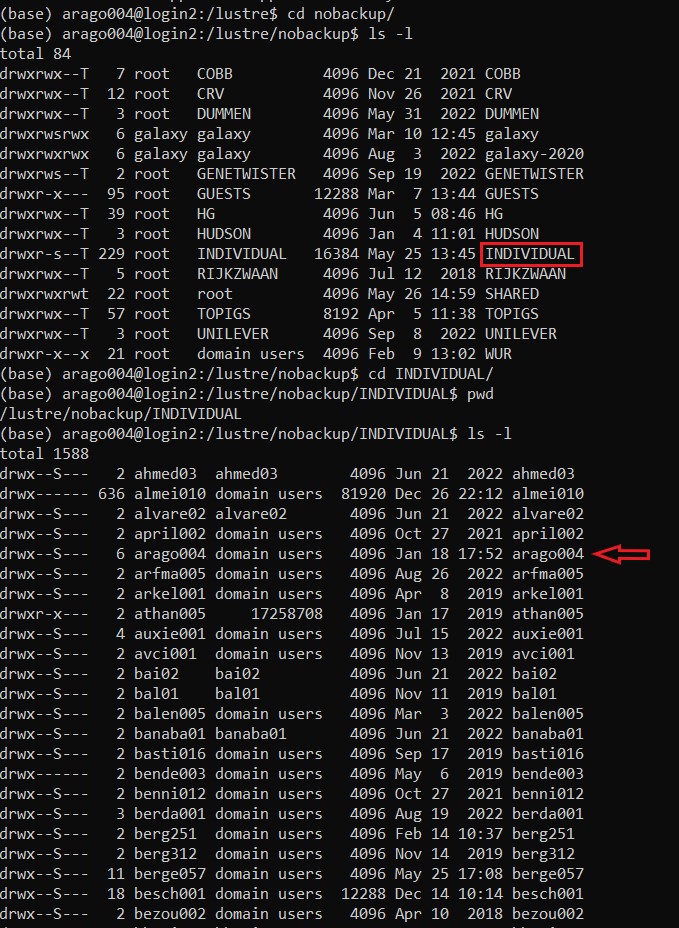 (base) arago004@login2:/lustre$ cd nobackup/
(base) arago004@login2:/lustre/nobackup$ ls -l
total 84
drwxrwx--T   7 root   COBB          4096 Dec 21  2021 COBB
drwxrwx--T  12 root   CRV           4096 Nov 26  2021 CRV
drwxrwx--T   3 root   DUMMEN        4096 May 31  2022 DUMMEN
drwxrwsrwx   6 galaxy galaxy        4096 Mar 10 12:45 galaxy
drwxrwxrwx   6 galaxy galaxy        4096 Aug  3  2022 galaxy-2020
drwxrws--T   2 root   GENETWISTER   4096 Sep 19  2022 GENETWISTER
drwxr-x---  95 root   GUESTS       12288 Mar  7 13:44 GUESTS
drwxrwx--T  39 root   HG            4096 Jun  5 08:46 HG
drwxrwx--T   3 root   HUDSON        4096 Jan  4 11:01 HUDSON
drwxr-s--T 229 root   INDIVIDUAL   16384 May 25 13:45 INDIVIDUAL
drwxrwx--T   5 root   RIJKZWAAN     4096 Jul 12  2018 RIJKZWAAN
drwxrwxrwt  22 root   root          4096 May 26 14:59 SHARED
drwxrwx--T  57 root   TOPIGS        8192 Apr  5 11:38 TOPIGS
drwxrwx--T   3 root   UNILEVER      4096 Sep  8  2022 UNILEVER
drwxr-x--x  21 root   domain users  4096 Feb  9 13:02 WUR
(base) arago004@login2:/lustre/nobackup$ cd INDIVIDUAL/
(base) arago004@login2:/lustre/nobackup/INDIVIDUAL$ pwd
/lustre/nobackup/INDIVIDUAL
(base) arago004@login2:/lustre/nobackup/INDIVIDUAL$ ls -l
total 1588
drwx--S---   2 ahmed03  ahmed03        4096 Jun 21  2022 ahmed03
drwx------ 636 almei010 domain users  81920 Dec 26 22:12 almei010
drwx--S---   2 alvare02 alvare02       4096 Jun 21  2022 alvare02
drwx--S---   2 april002 domain users   4096 Oct 27  2021 april002
drwx--S---   6 arago004 domain users   4096 Jan 18 17:52 arago004
drwx--S---   2 arfma005 domain users   4096 Aug 26  2022 arfma005
drwx--S---   2 arkel001 domain users   4096 Apr  8  2019 arkel001
drwxr-x---   2 athan005     17258708   4096 Jan 17  2019 athan005
drwx--S---   4 auxie001 domain users   4096 Jul 15  2022 auxie001
drwx--S---   2 avci001  domain users   4096 Nov 13  2019 avci001
drwx--S---   2 bai02    bai02          4096 Jun 21  2022 bai02
drwx--S---   2 bal01    bal01          4096 Nov 11  2019 bal01
drwx--S---   2 balen005 domain users   4096 Mar  3  2022 balen005
drwx--S---   2 banaba01 banaba01       4096 Jun 21  2022 banaba01
drwx--S---   2 basti016 domain users   4096 Sep 17  2019 basti016
drwx------   2 bende003 domain users   4096 May  6  2019 bende003
drwx--S---   2 benni012 domain users   4096 Oct 27  2021 benni012
drwx--S---   3 berda001 domain users   4096 Aug 19  2022 berda001
drwx--S---   2 berg251  domain users   4096 Feb 14 10:37 berg251
drwx--S---   2 berg312  domain users   4096 Nov 14  2019 berg312
drwx--S---  11 berge057 domain users   4096 May 25 17:08 berge057
drwx--S---  18 besch001 domain users  12288 Dec 14 10:14 besch001
drwx--S---   2 bezou002 domain users   4096 Apr 10  2018 bezou002